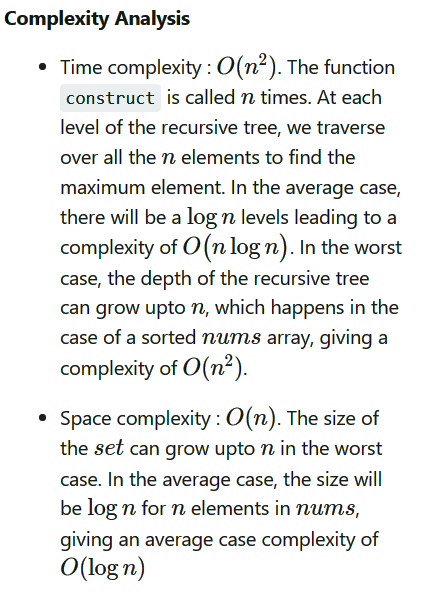 Complexity Analysis
• Time complexity : O(n²). The function
construct is called n times. At each
level of the recursive tree, we traverse
over all the n elements to find the
maximum element. In the average case,
there will be a log n levels leading to a
complexity of O(n log n). In the worst
case, the depth of the recursive tree
can grow upto n, which happens in the
case of a sorted nums array, giving a
complexity of O(n²).
• Space complexity : O(n). The size of
the set can grow upto n in the worst
case. In the average case, the size will
be log n for n elements in nums,
giving an average case complexity of
O(log n)